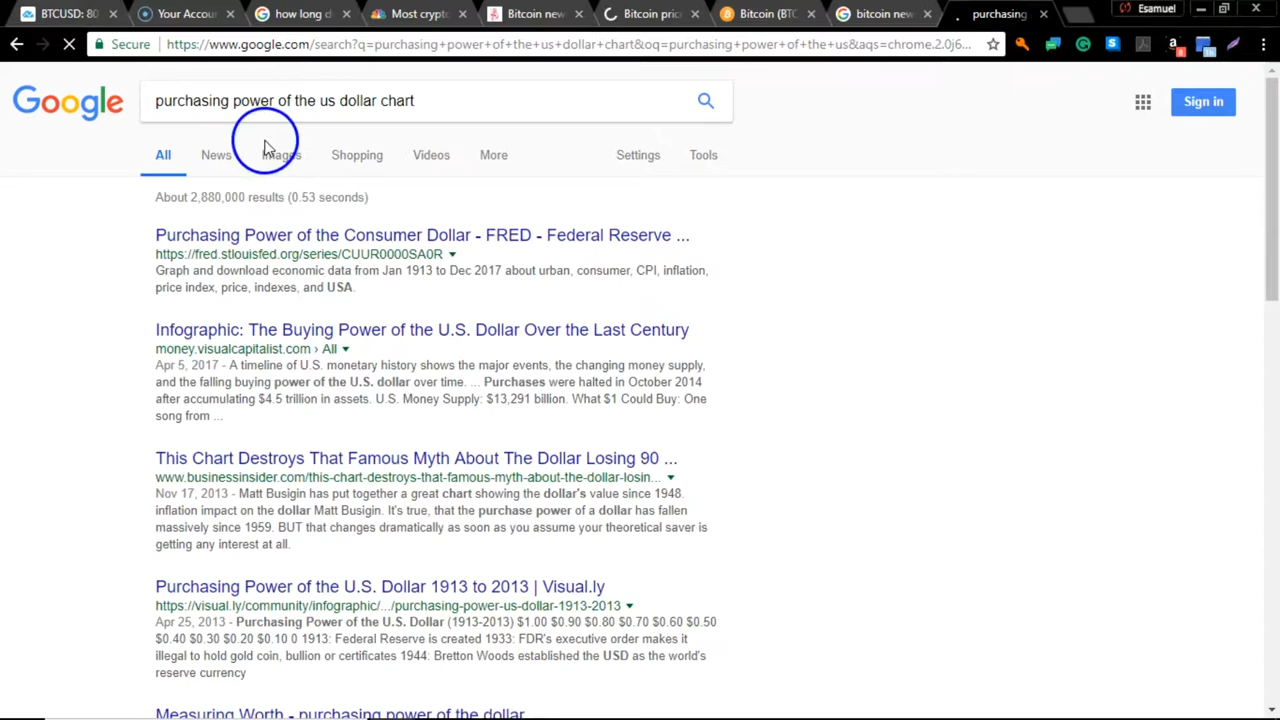 BTCUSD: 80
Your Accou
how long d
Most crypt
Bitcoin new
Bitcoin pric
Bitcoin (BTC
bitcoin new
purchasing
Esamuel
Secure https://www.google.com/search?q=purchasing+power+of+the+us+dollar+chart&oq=purchasing+power+of+the+us&aqs=chrome.2.0j6...
Google
purchasing power of the us dollar chart
Sign in
All News Images Shopping Videos More Settings Tools
About 2,880,000 results (0.53 seconds)
Purchasing Power of the Consumer Dollar - FRED - Federal Reserve ...
https://fred.stlouisfed.org/series/CUUR0000SA0R
Graph and download economic data from Jan 1913 to Dec 2017 about urban, consumer, CPI, inflation,
price index, price, indexes, and USA.
Infographic: The Buying Power of the U.S. Dollar Over the Last Century
money.visualcapitalist.com › All
Apr 5, 2017 - A timeline of U.S. monetary history shows the major events, the changing money supply,
and the falling buying power of the U.S. dollar over time. ... Purchases were halted in October 2014
after accumulating $4.5 trillion in assets. U.S. Money Supply: $13,291 billion. What $1 Could Buy: One
song from ...
This Chart Destroys That Famous Myth About The Dollar Losing 90 ...
www.businessinsider.com/this-chart-destroys-that-famous-myth-about-the-dollar-losin...
Nov 17, 2013 - Matt Busigin has put together a great chart showing the dollar's value since 1948.
inflation impact on the dollar Matt Busigin. It's true, that the purchase power of a dollar has fallen
massively since 1959. BUT that changes dramatically as soon as you assume your theoretical saver is
getting any interest at all.
Purchasing Power of the U.S. Dollar 1913 to 2013 | Visual.ly
https://visual.ly/community/infographic/.../purchasing-power-us-dollar-1913-2013
Apr 25, 2013 - Purchasing Power of the U.S. Dollar (1913-2013) $1.00 $0.90 $0.80 $0.70 $0.60 $0.50
$0.40 $0.30 $0.20 $0.10 0 1913: Federal Reserve is created 1933: FDR's executive order makes it
illegal to hold gold coin, bullion or certificates 1944: Bretton Woods established the USD as the world's
reserve currency
Measuring Worth - purchasing power of the dollar